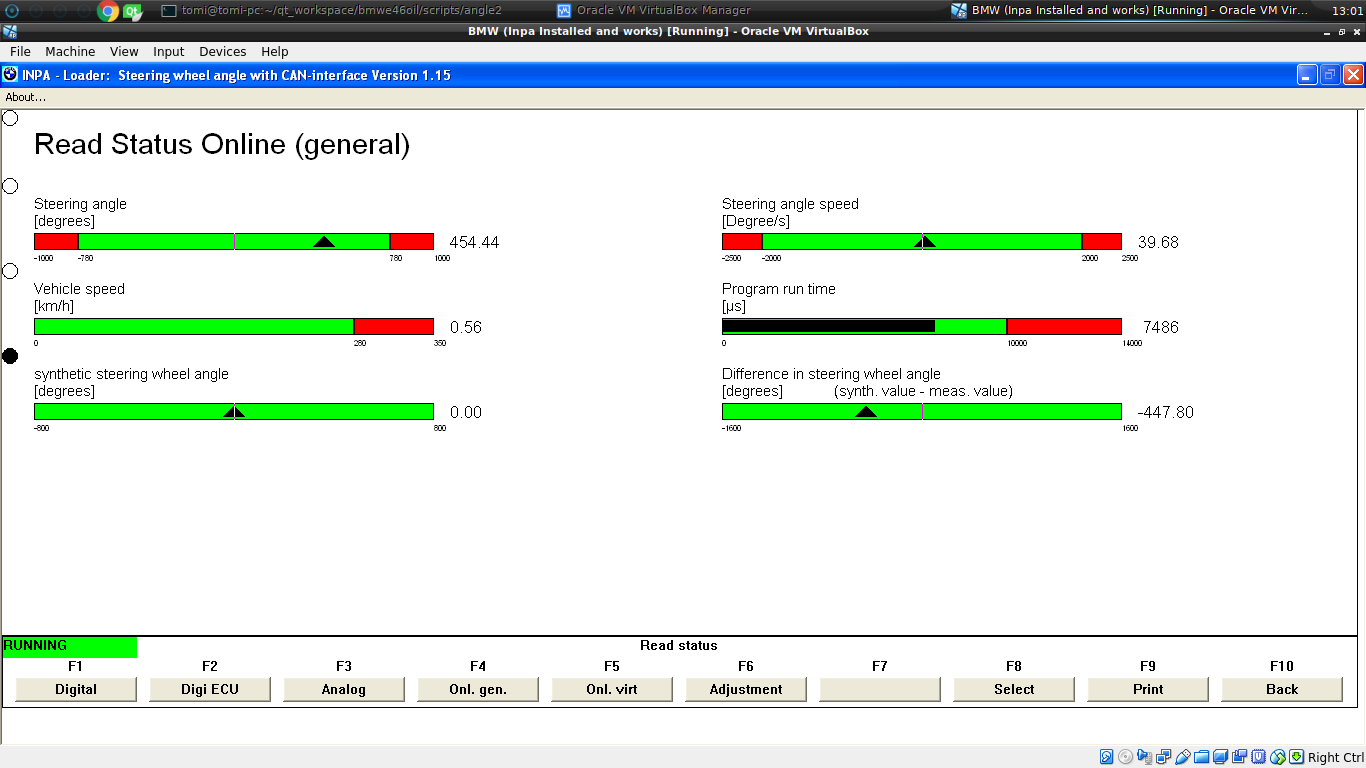 tomi@tomi-pc:~/qt_workspace/bmwe46oil/scripts/angle2
Oracle VM VirtualBox Manager
BMW (Inpa Installed and works) [Running] - Oracle VM Vir...
13:01
BMW (Inpa Installed and works) [Running] - Oracle VM VirtualBox
File Machine View Input Devices Help
INPA - Loader: Steering wheel angle with CAN-interface Version 1.15
About...
Read Status Online (general)
Steering angle
[degrees]
454.44
-1000 -780 780 1000
Steering angle speed
[Degree/s]
39.68
-2500 -2000 2000 2500
Vehicle speed
[km/h]
0.56
0 280 350
Program run time
[µs]
7486
0 10000 14000
synthetic steering wheel angle
[degrees]
0.00
-800 800
Difference in steering wheel angle
[degrees] (synth. value - meas. value)
-447.80
-1600 1600
RUNNING
Read status
F1 F2 F3 F4 F5 F6 F7 F8 F9 F10
Digital Digi ECU Analog Onl. gen. Onl. virt Adjustment Select Print Back
Right Ctrl